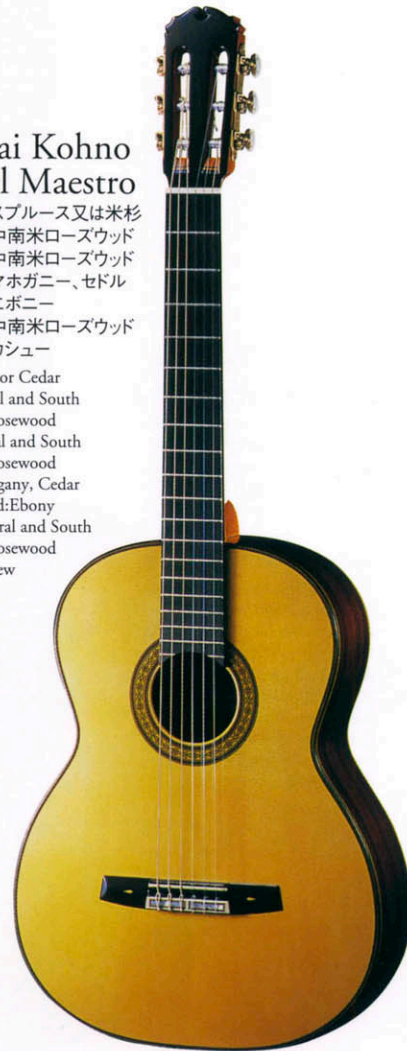 ai Kohno
l Maestro
スプルース又は米杉
中南米ローズウッド
中南米ローズウッド
マホガニー、セドル
エボニー
中南米ローズウッド
カシュー
or Cedar
l and South
osewood
al and South
osewood
gany, Cedar
d:Ebony
ral and South
osewood
ew